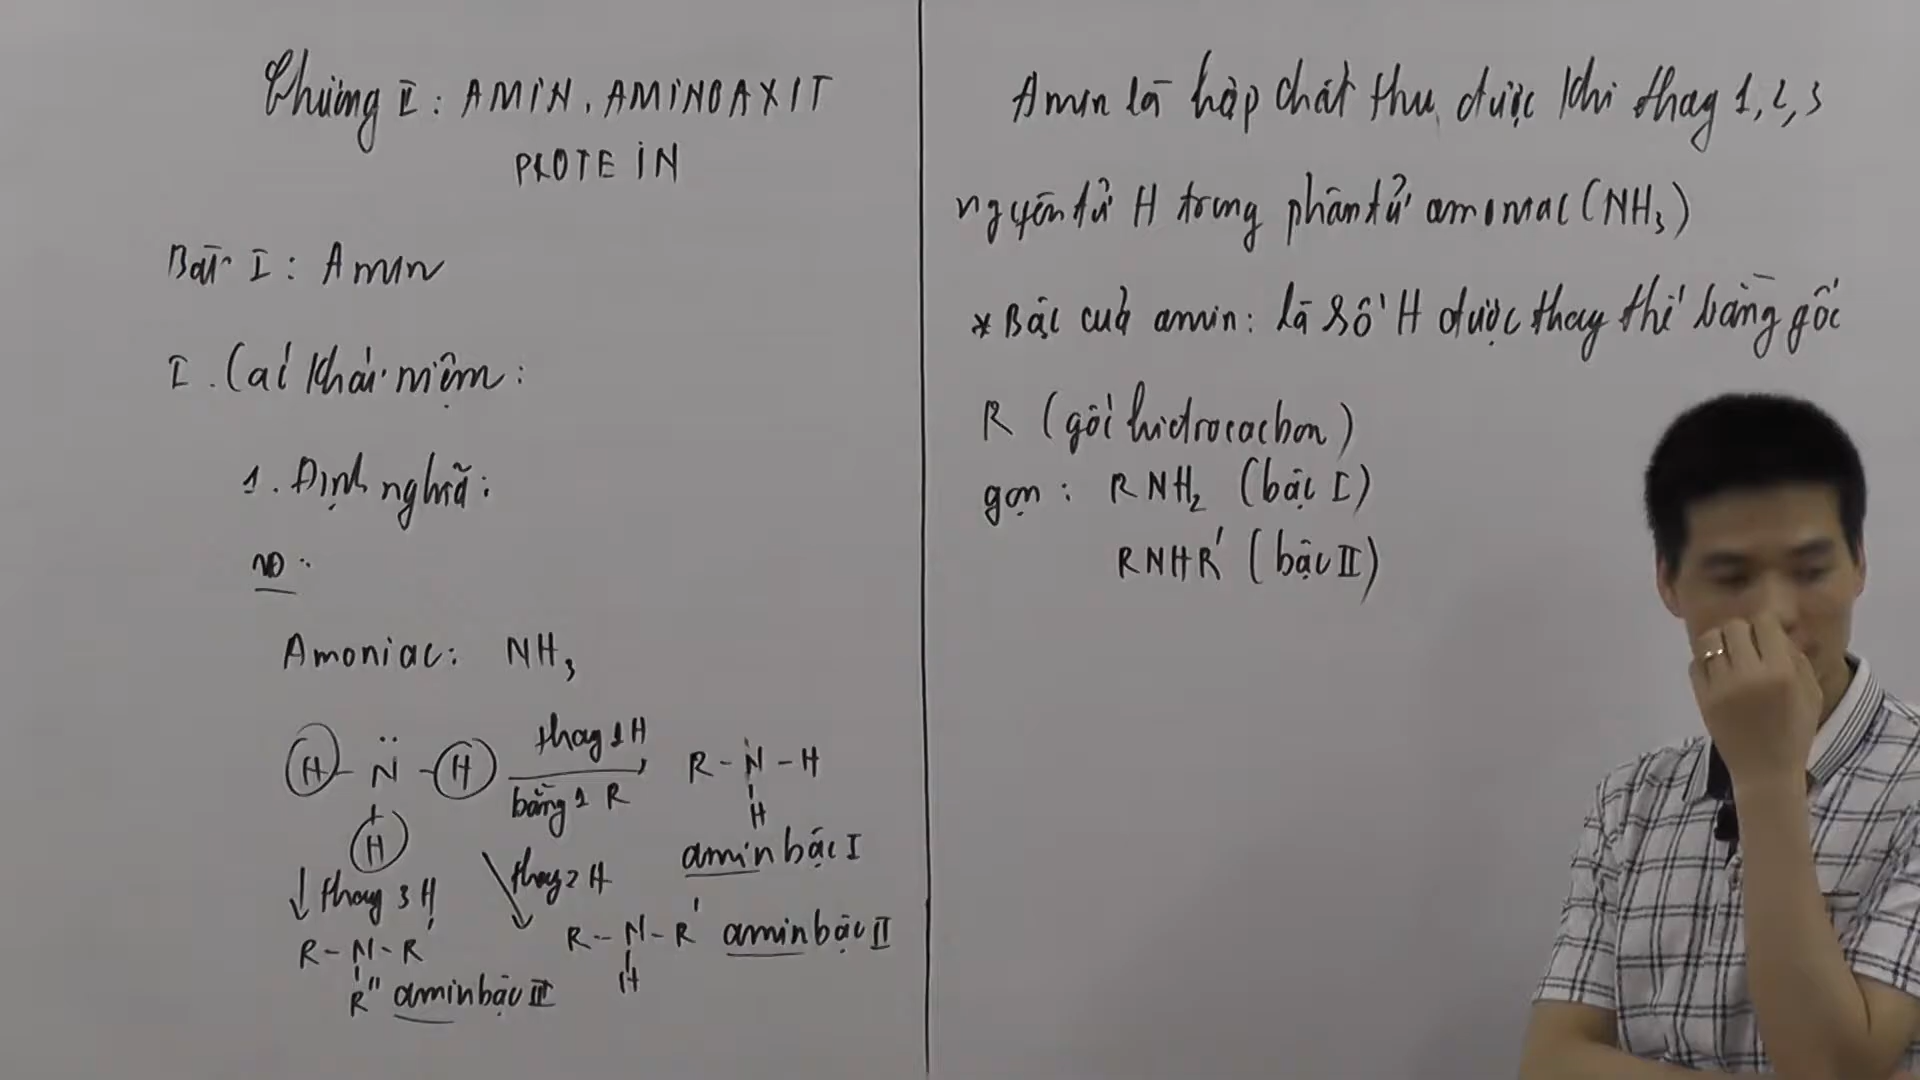 Chương II: AMIN, AMINOAXIT
PROTEIN
Bài I: Amin
I. Các khái niệm:
1. Định nghĩa:
VD:
Amoniac: NH₃
H - N̈ - H
H
thay 1 H
bằng 1 R
R - N - H
H
amin bậc I
thay 2 H
R - N - R'
H
amin bậc II
thay 3 H
R - N - R'
R"
amin bậc III
Amin là hợp chất thu được khi thay 1, 2, 3
nguyên tử H trong phân tử amoniac (NH₃)
* Bậc của amin: là số H được thay thế bằng gốc
R (gốc hiđrocacbon)
gọn: RNH₂ (bậc I)
RNHR' (bậc II)